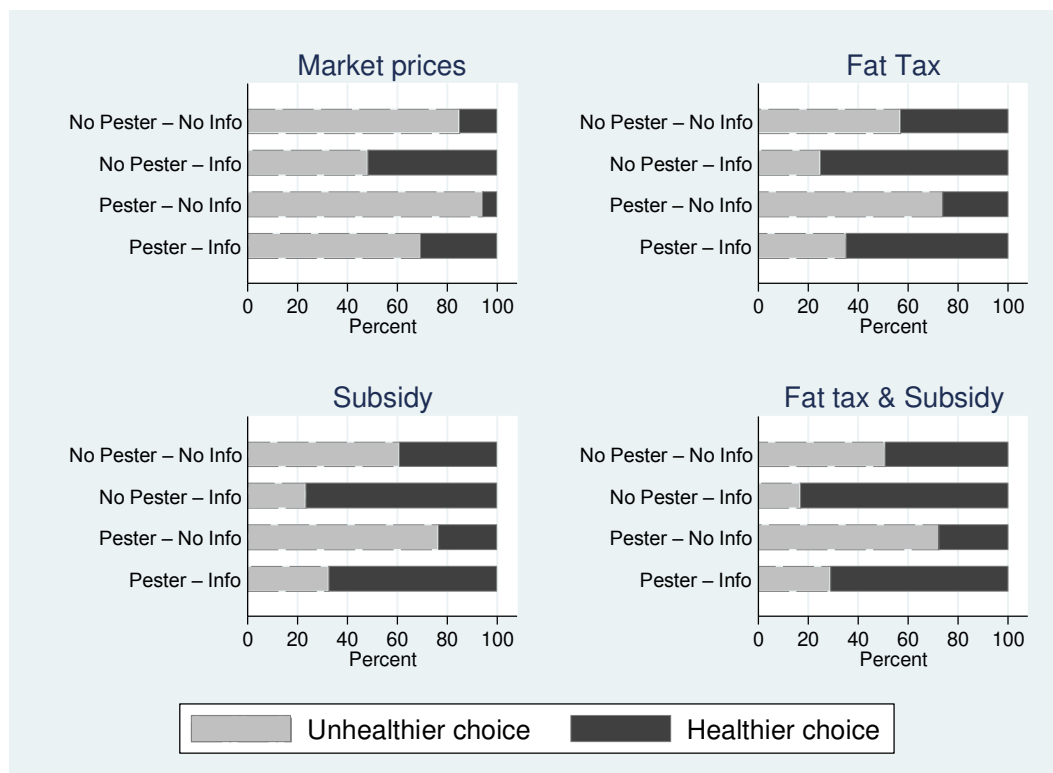 Market prices
No Pester – No Info
No Pester – Info
Pester – No Info
Pester – Info
0 20 40 60 80 100
Percent
Fat Tax
No Pester – No Info
No Pester – Info
Pester – No Info
Pester – Info
0 20 40 60 80 100
Percent
Subsidy
No Pester – No Info
No Pester – Info
Pester – No Info
Pester – Info
0 20 40 60 80 100
Percent
Fat tax & Subsidy
No Pester – No Info
No Pester – Info
Pester – No Info
Pester – Info
0 20 40 60 80 100
Percent
Unhealthier choice Healthier choice